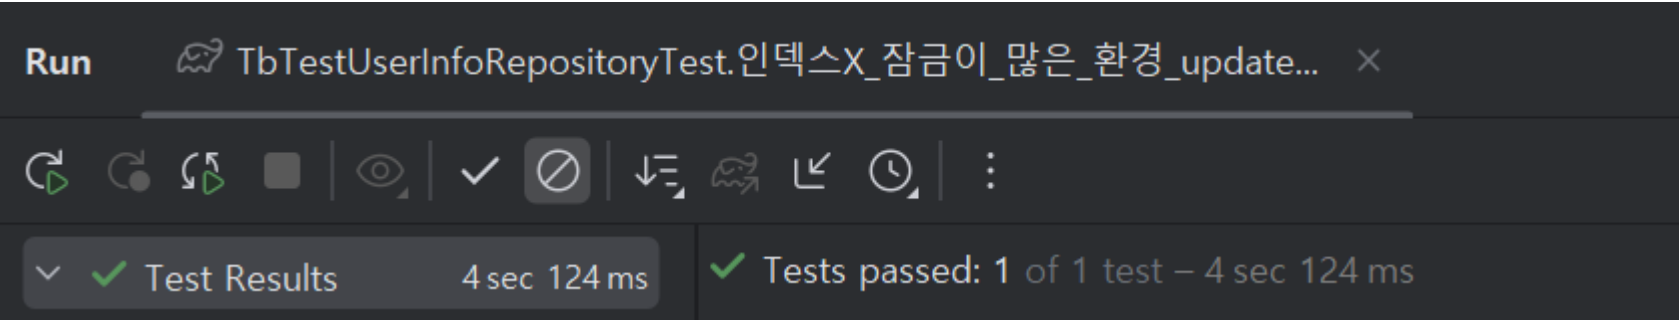 Run TbTestUserInfoRepositoryTest.인덱스X_잠금이_많은_환경_update...
Test Results 4 sec 124 ms
Tests passed: 1 of 1 test – 4 sec 124 ms